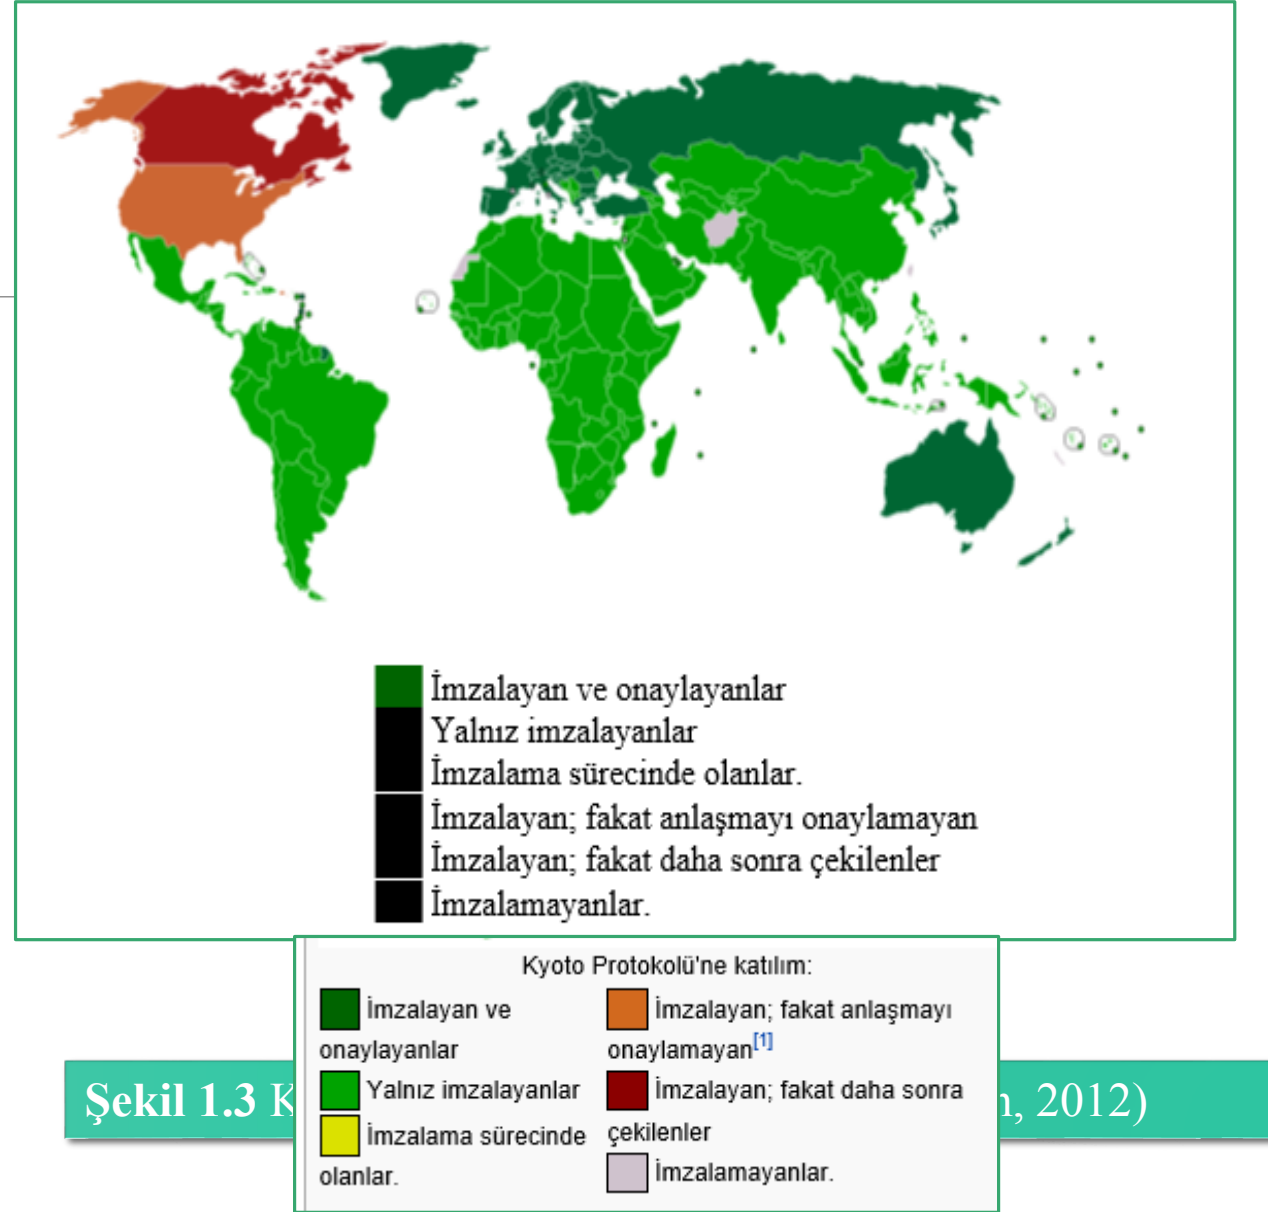 İmzalayan ve onaylayanlar
Yalnız imzalayanlar
İmzalama sürecinde olanlar.
İmzalayan; fakat anlaşmayı onaylamayan
İmzalayan; fakat daha sonra çekilenler
İmzalamayanlar.
Kyoto Protokolü'ne katılım:
İmzalayan ve
onaylayanlar
Yalnız imzalayanlar
İmzalama sürecinde
olanlar.
İmzalayan; fakat anlaşmayı
onaylamayan[1]
İmzalayan; fakat daha sonra
çekilenler
İmzalamayanlar.
Şekil 1.3 K
, 2012)